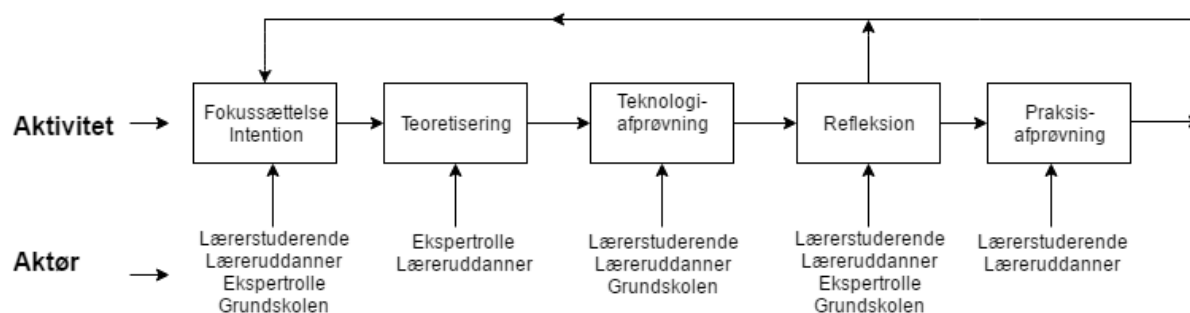 Aktivitet
Fokussættelse
Intention
Teoretisering
Teknologi-
afprøvning
Refleksion
Praksis-
afprøvning
Aktør
Lærerstuderende
Læreruddanner
Ekspertrolle
Grundskolen
Ekspertrolle
Læreruddanner
Lærerstuderende
Læreruddanner
Grundskolen
Lærerstuderende
Læreruddanner
Ekspertrolle
Grundskolen
Lærerstuderende
Læreruddanner